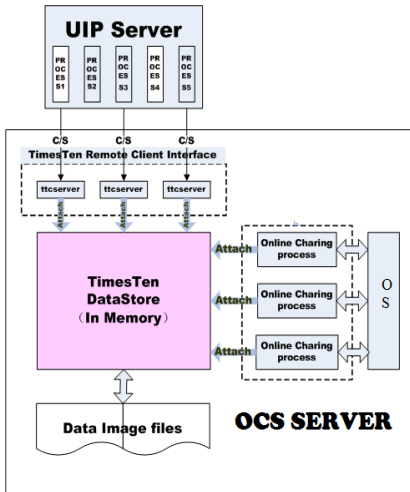 UIP Server
PR
OC
ES
S1
PR
OC
ES
S2
PR
OC
ES
S3
PR
OC
ES
S4
PR
OC
ES
S5
C/S C/S C/S
TimesTen Remote Client Interface
ttcserver ttcserver ttcserver
Attach Attach Attach
TimesTen
DataStore
(In Memory)
Attach
Online Charing
process
Attach
Online Charing
process
Attach
Online Charing
process
O
S
Data Image files
OCS SERVER